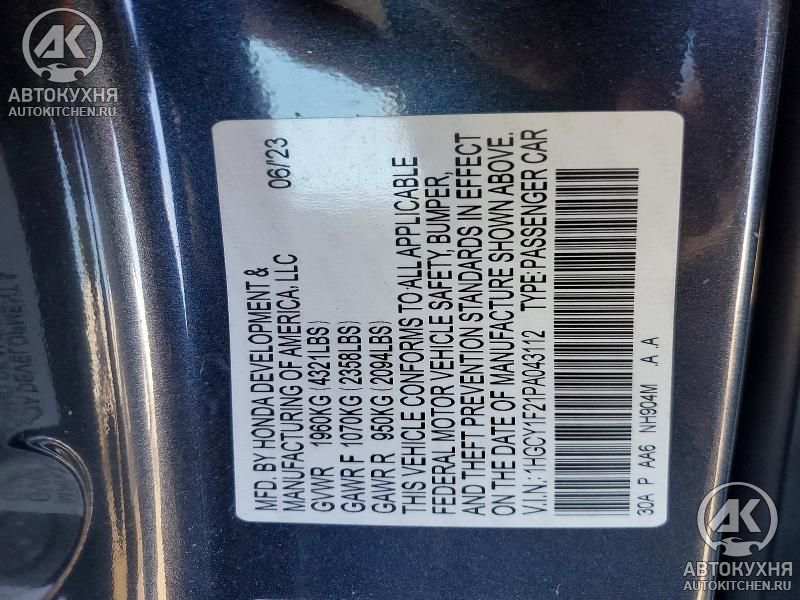 АК
АВТОКУХНЯ
AUTOKITCHEN.RU
MFD. BY HONDA DEVELOPMENT & 06/'23
MANUFACTURING OF AMERICA, LLC
GVWR 1960KG (4321LBS)
GAWR F 1070KG (2358LBS)
GAWR R 950KG (2094LBS)
THIS VEHICLE CONFORMS TO ALL APPLICABLE
FEDERAL MOTOR VEHICLE SAFETY, BUMPER,
AND THEFT PREVENTION STANDARDS IN EFFECT
ON THE DATE OF MANUFACTURE SHOWN ABOVE.
V.I.N.: 1HGCY1F21PA043112 TYPE:PASSENGER CAR
30A P AA6 NH904M .A .A
АК
АВТОКУХНЯ
AUTOKITCHEN.RU